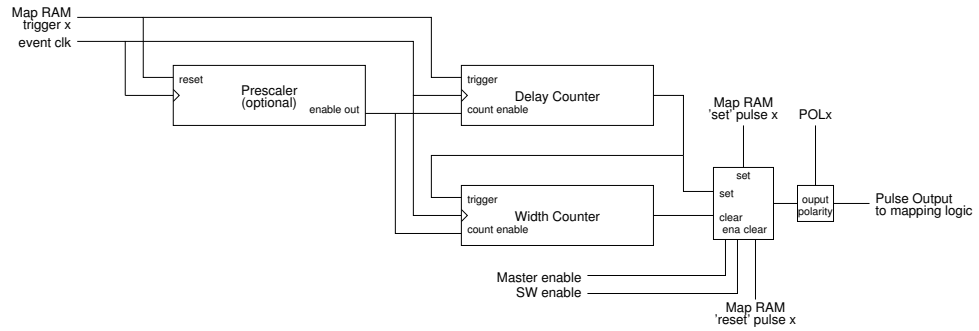 Map RAM
trigger x
event clk
reset
Prescaler
(optional)
enable out
trigger
Delay Counter
count enable
Map RAM
'set' pulse x
POLx
trigger
Width Counter
count enable
set
set
clear
ena clear
ouput
polarity
Pulse Output
to mapping logic
Master enable
SW enable
Map RAM
'reset' pulse x